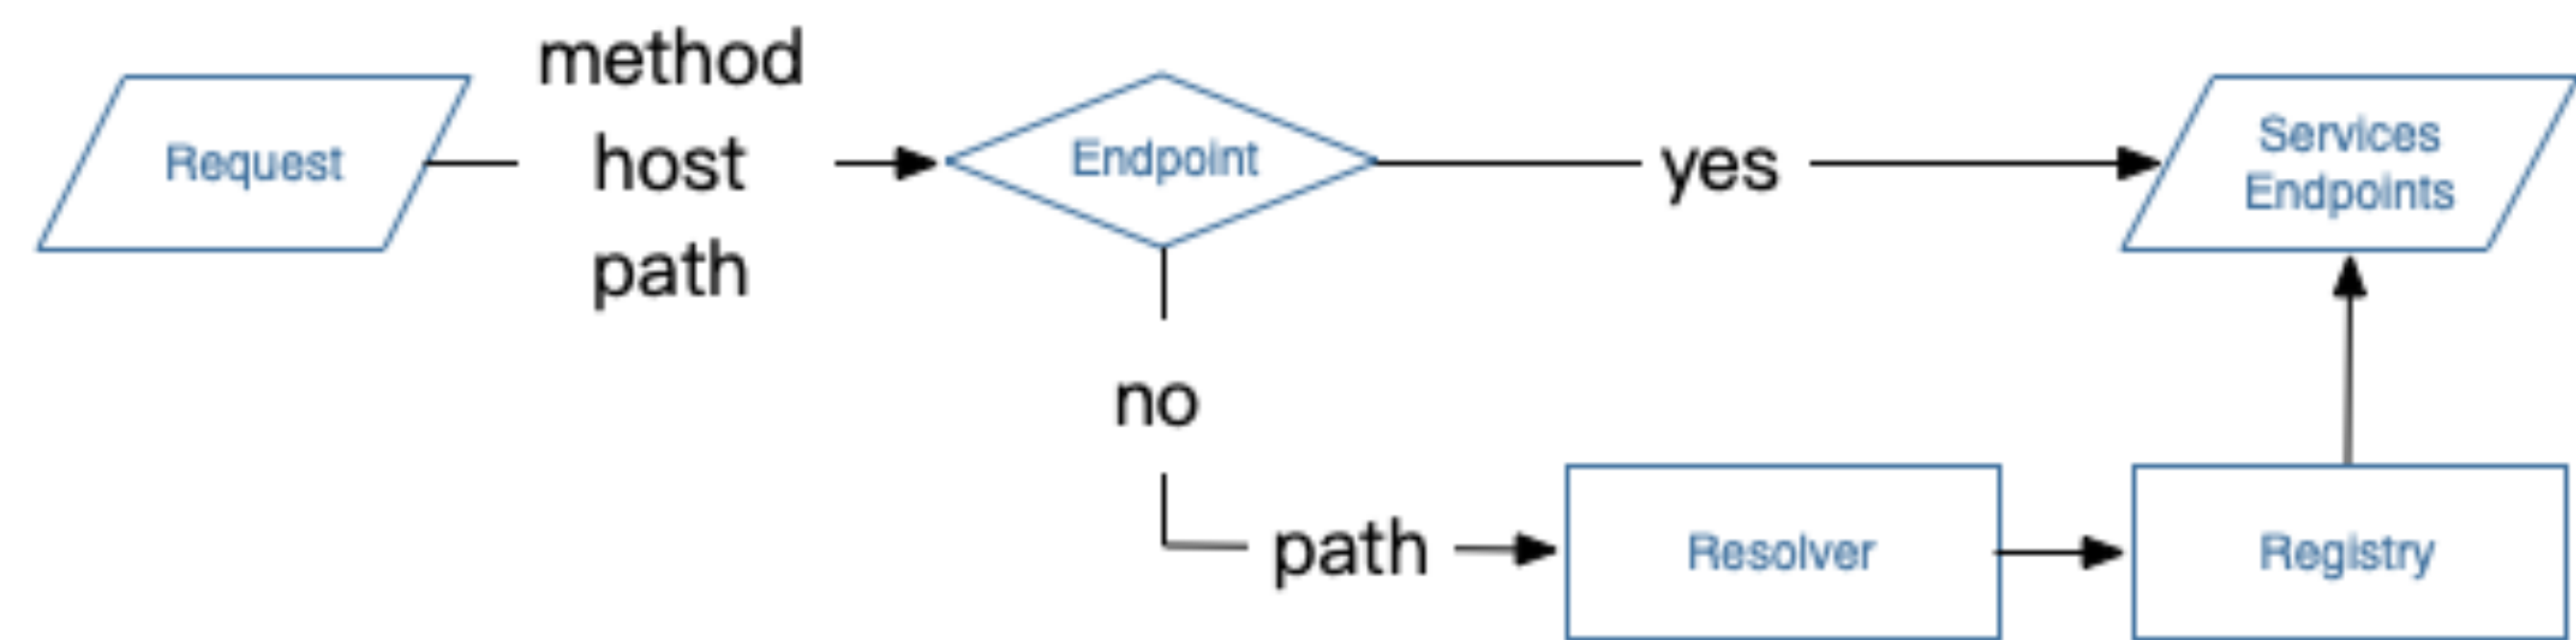 Request
method
host
path
Endpoint
yes
Services
Endpoints
no
path
Resolver
Registry